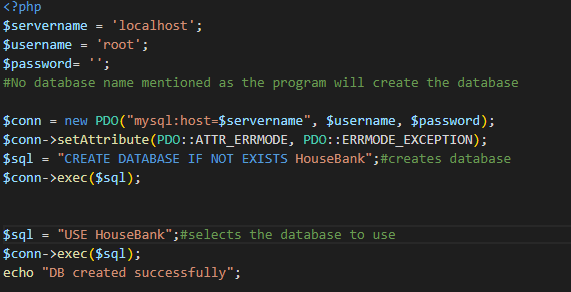 <?php
$servername = 'localhost';
$username = 'root';
$password= '';
#No database name mentioned as the program will create the database
$conn = new PDO("mysql:host=$servername", $username, $password);
$conn->setAttribute(PDO::ATTR_ERRMODE, PDO::ERRMODE_EXCEPTION);
$sql = "CREATE DATABASE IF NOT EXISTS HouseBank";#creates database
$conn->exec($sql);
$sql = "USE HouseBank";#selects the database to use
$conn->exec($sql);
echo "DB created successfully";